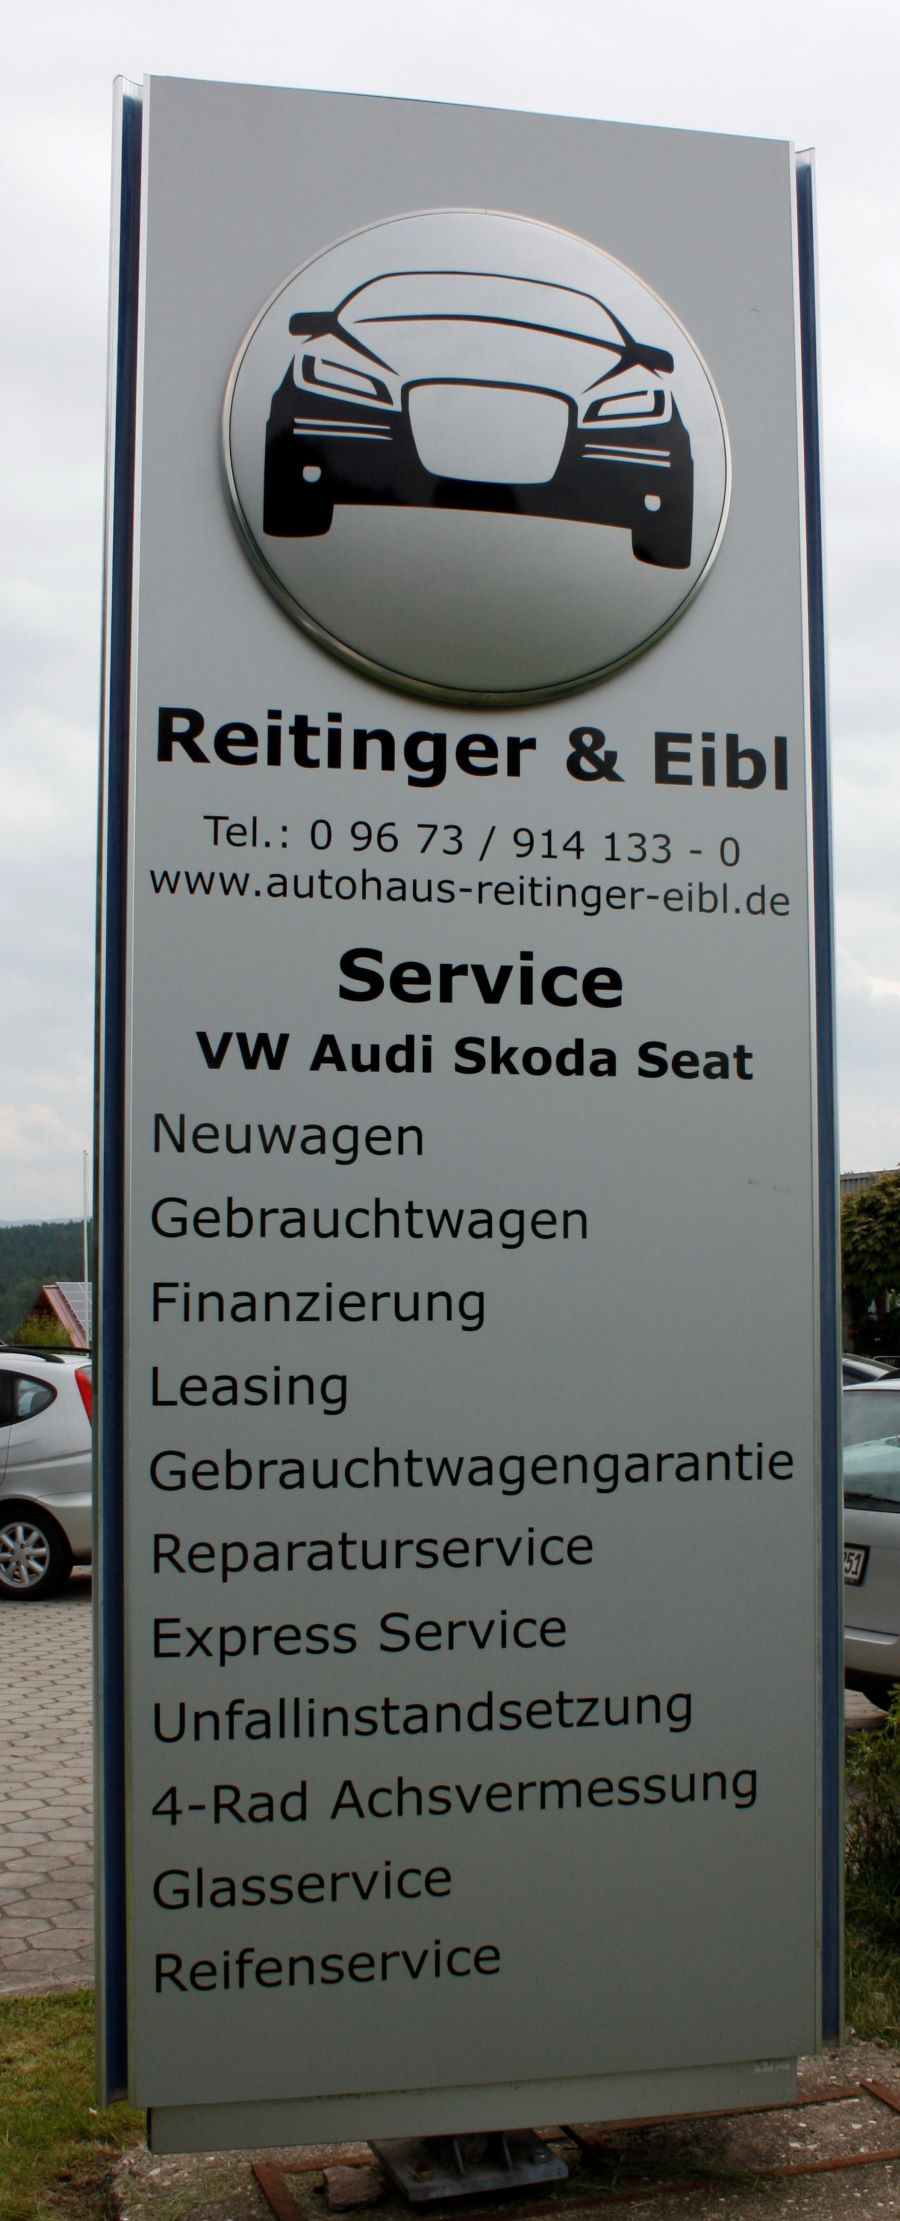 Reitinger & Eibl
Tel.: 0 96 73 / 914 133 - 0
www.autohaus-reitinger-eibl.de
Service
VW Audi Skoda Seat
Neuwagen
Gebrauchtwagen
Finanzierung
Leasing
Gebrauchtwagengarantie
Reparaturservice
Express Service
Unfallinstandsetzung
4-Rad Achsvermessung
Glasservice
Reifenservice
251